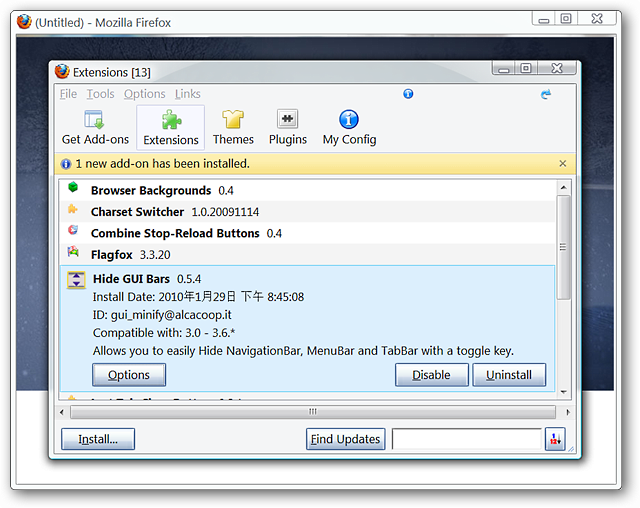 (Untitled) - Mozilla Firefox
Extensions [13]
File Tools Options Links
Get Add-ons Extensions Themes Plugins My Config
1 new add-on has been installed.
Browser Backgrounds 0.4
Charset Switcher 1.0.20091114
Combine Stop-Reload Buttons 0.4
Flagfox 3.3.20
Hide GUI Bars 0.5.4
Install Date: 2010年1月29日 下午 8:45:08
ID: gui_minify@alcacoop.it
Compatible with: 3.0 - 3.6.*
Allows you to easily Hide NavigationBar, MenuBar and TabBar with a toggle key.
Options Disable Uninstall
Install... Find Updates